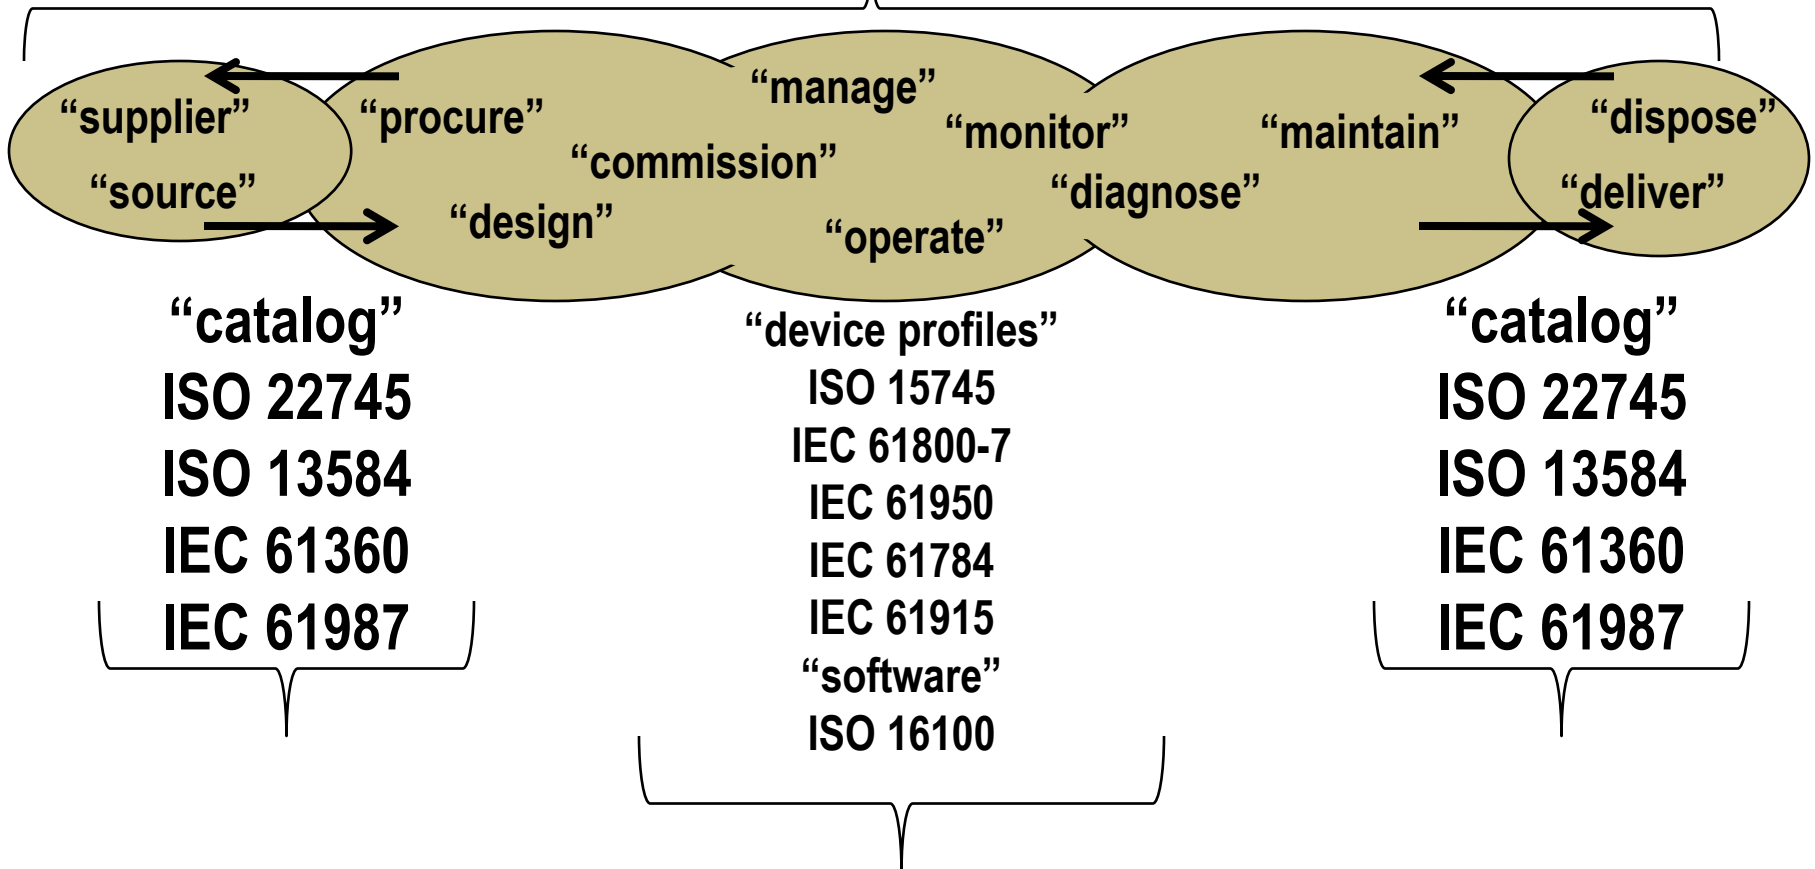 “supplier”
“source”
“procure”
“design”
“commission”
“manage”
“monitor”
“operate”
“diagnose”
“maintain”
“dispose”
“deliver”
“catalog”
ISO 22745
ISO 13584
IEC 61360
IEC 61987
“device profiles”
ISO 15745
IEC 61800-7
IEC 61950
IEC 61784
IEC 61915
“software”
ISO 16100
“catalog”
ISO 22745
ISO 13584
IEC 61360
IEC 61987